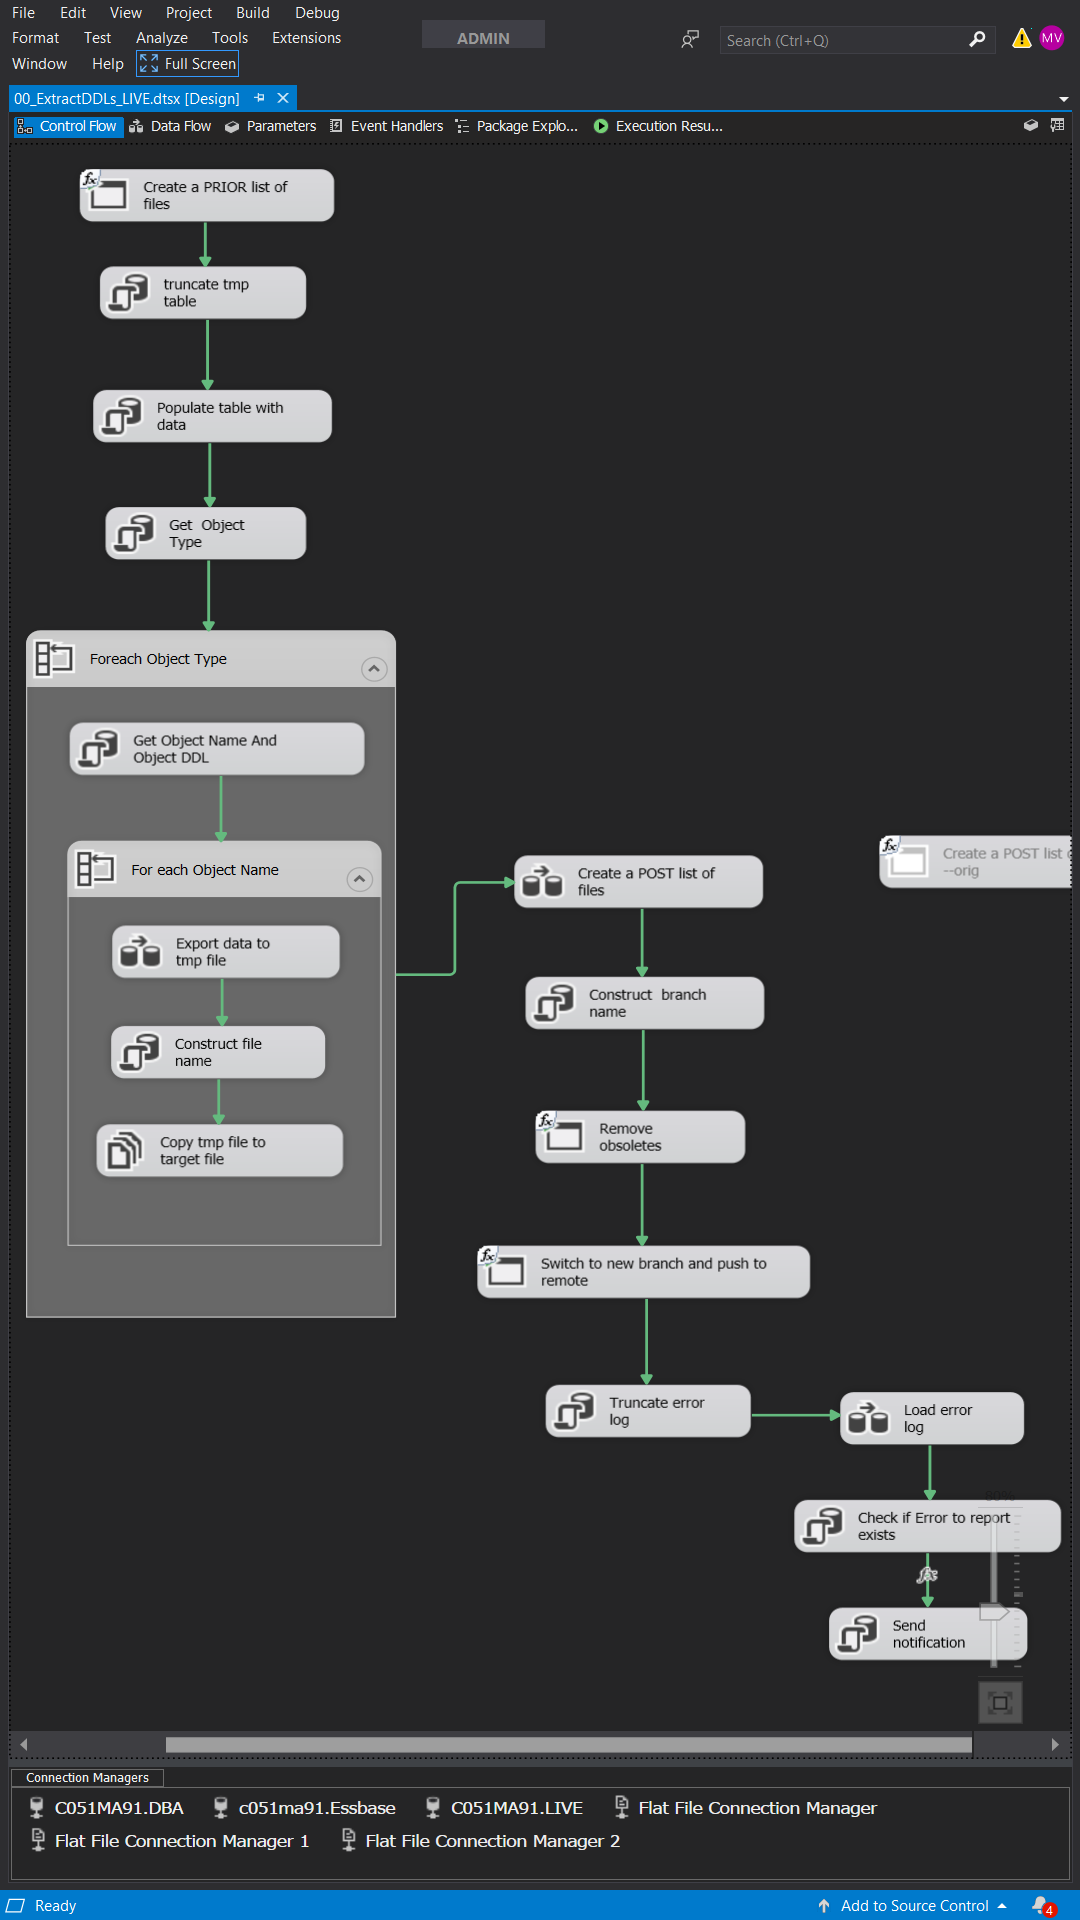 File Edit View Project Build Debug
Format Test Analyze Tools Extensions
ADMIN
Search (Ctrl+Q)
MV
Window Help Full Screen
00_ExtractDDLs_LIVE.dtsx [Design]
Control Flow Data Flow Parameters Event Handlers Package Explo... Execution Resu...
fx
Create a PRIOR list of
files
truncate tmp
table
Populate table with
data
Get Object
Type
Foreach Object Type
Get Object Name And
Object DDL
For each Object Name
Export data to
tmp file
Construct file
name
Copy tmp file to
target file
Create a POST list of
files
fx
Create a POST list
--orig
Construct branch
name
fx
Remove
obsoletes
fx
Switch to new branch and push to
remote
Truncate error
log
Load error
log
80%
Check if Error to report
exists
fx
Send
notification
Connection Managers
C051MA91.DBA c051ma91.Essbase C051MA91.LIVE Flat File Connection Manager
Flat File Connection Manager 1 Flat File Connection Manager 2
Ready
Add to Source Control
4